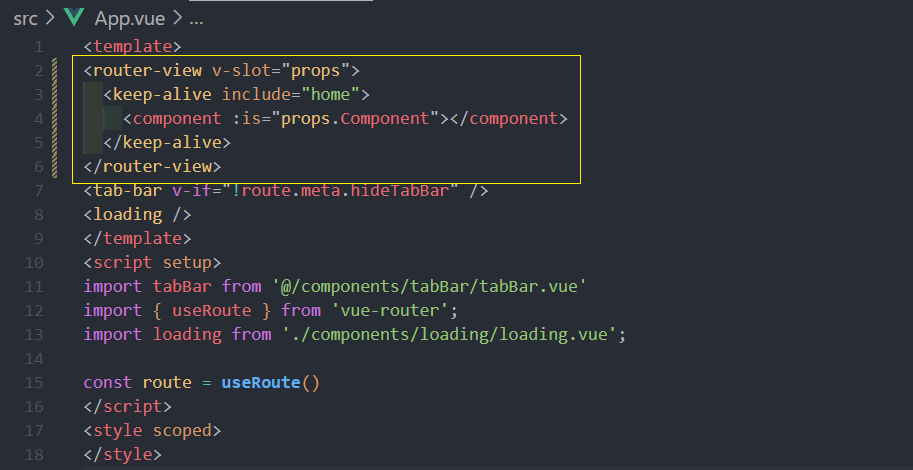 src > App.vue > ...
1 <template>
2 <router-view v-slot="props">
3 <keep-alive include="home">
4 <component :is="props.Component"></component>
5 </keep-alive>
6 </router-view>
7 <tab-bar v-if="!route.meta.hideTabBar" />
8 <loading />
9 </template>
10 <script setup>
11 import tabBar from '@/components/tabBar/tabBar.vue'
12 import { useRoute } from 'vue-router';
13 import loading from './components/loading/loading.vue';
14
15 const route = useRoute()
16 </script>
17 <style scoped>
18 </style>